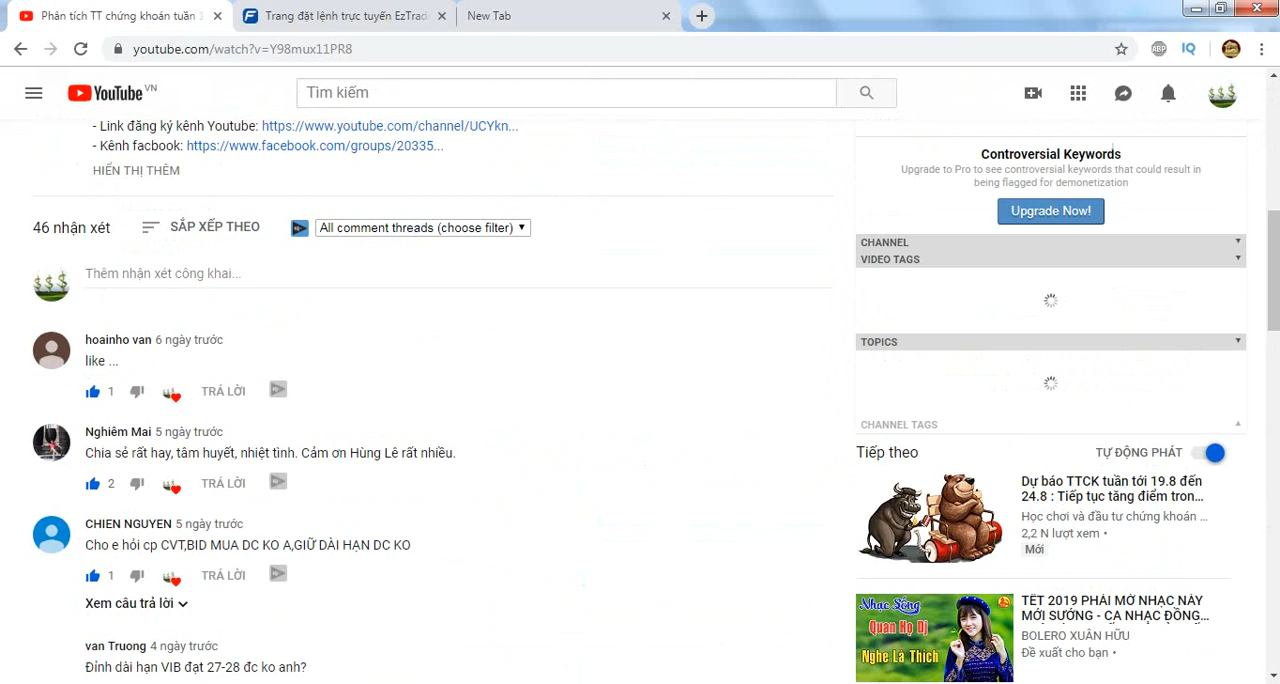 Phân tích TT chứng khoán tuần
Trang đặt lệnh trực tuyến EzTrad
New Tab
youtube.com/watch?v=Y98mux11PR8
ABP
IQ
YouTube VN
Tìm kiếm
- Link đăng ký kênh Youtube: https://www.youtube.com/channel/UCYkn...
- Kênh facbook: https://www.facebook.com/groups/20335...
HIỂN THỊ THÊM
46 nhận xét
SẮP XẾP THEO
All comment threads (choose filter)
Thêm nhận xét công khai...
hoainho van 6 ngày trước
like ...
1
TRẢ LỜI
Nghiêm Mai 5 ngày trước
Chia sẻ rất hay, tâm huyết, nhiệt tình. Cảm ơn Hùng Lê rất nhiều.
2
TRẢ LỜI
CHIEN NGUYEN 5 ngày trước
Cho e hỏi cp CVT,BID MUA DC KO A,GIỮ DÀI HẠN DC KO
1
TRẢ LỜI
Xem câu trả lời
van Truong 4 ngày trước
Đỉnh dài hạn VIB đạt 27-28 đc ko anh?
Controversial Keywords
Upgrade to Pro to see controversial keywords that could result in
being flagged for demonetization
Upgrade Now!
CHANNEL
VIDEO TAGS
TOPICS
CHANNEL TAGS
Tiếp theo
TỰ ĐỘNG PHÁT
Dự báo TTCK tuần tới 19.8 đến
24.8 : Tiếp tục tăng điểm tron...
Học chơi và đầu tư chứng khoán ...
2,2 N lượt xem •
Mới
Nhạc Sống
Quan Họ Dj
Nghe Là Thích
TẾT 2019 PHẢI MỞ NHẠC NÀY
MỚI SƯỚNG - CA NHẠC ĐỒNG...
BOLERO XUÂN HỮU
Đề xuất cho bạn •